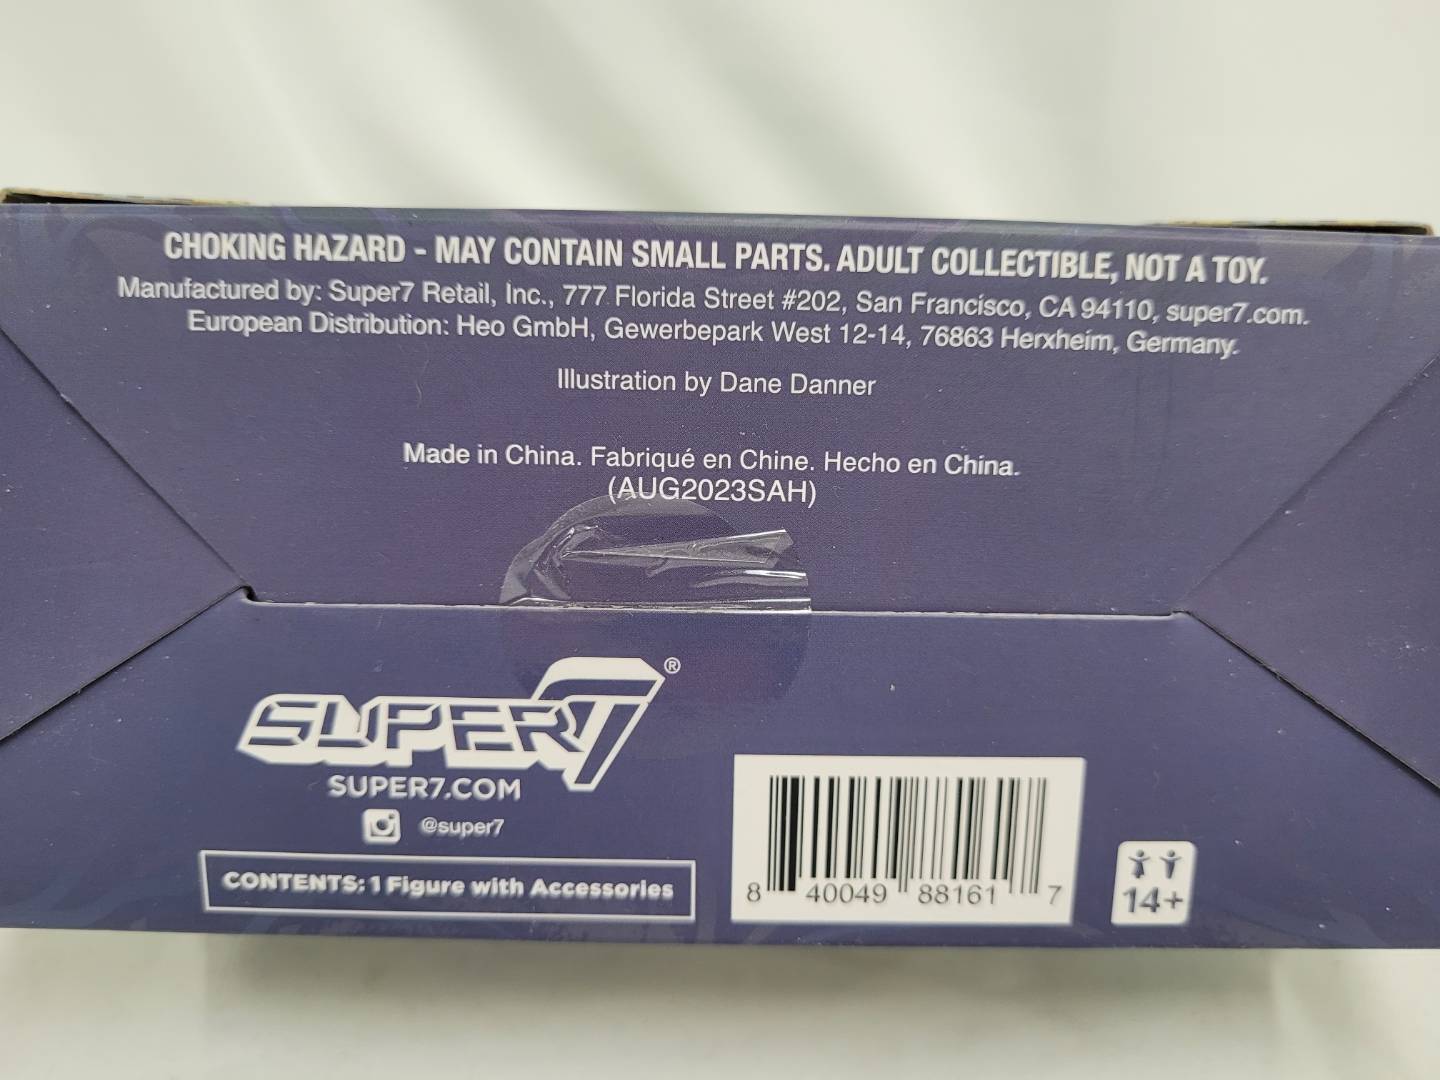 CHOKING HAZARD - MAY CONTAIN SMALL PARTS. ADULT COLLECTIBLE, NOT A TOY.
Manufactured by: Super7 Retail, Inc., 777 Florida Street #202, San Francisco, CA 94110, super7.com.
European Distribution: Heo GmbH, Gewerbepark West 12-14, 76863 Herxheim, Germany.
Illustration by Dane Danner
Made in China. Fabriqué en Chine. Hecho en China.
(AUG2023SAH)
SUPER7®
SUPER7.COM
@super7
CONTENTS: 1 Figure with Accessories
8 40049 88161 7
14+